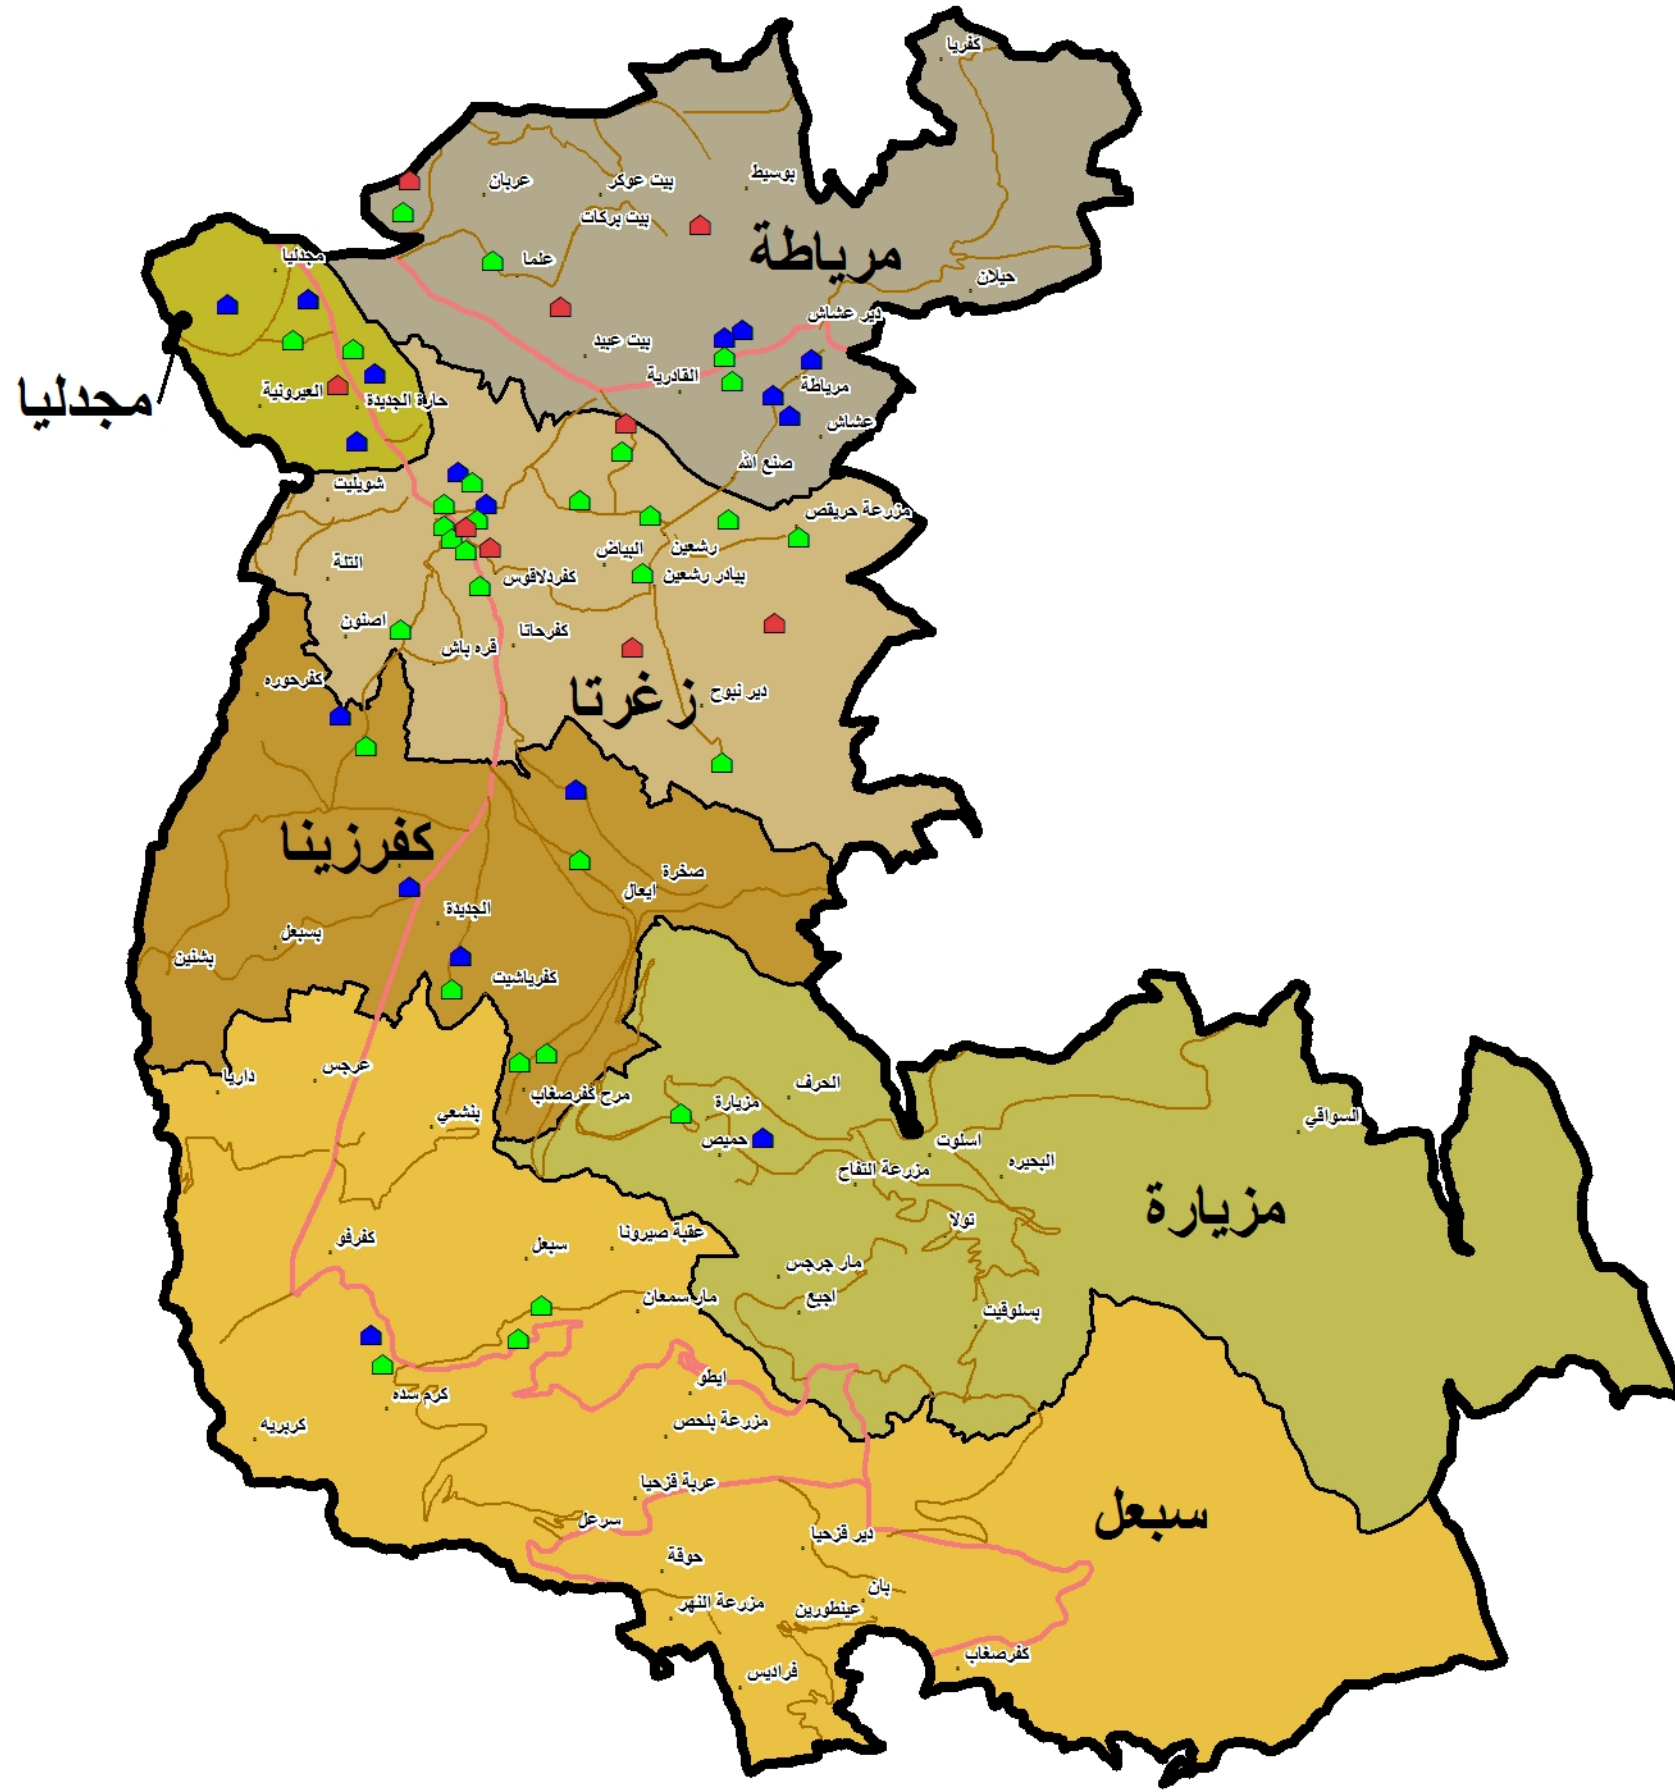 كفريا
بوسيط
بيت عوكر
عربان
بيت بركات
مرياطة
علما
مجدليا
حيلان
دير عشاش
بيت عبيد
القادرية
مرياطة
العيرونية
حارة الجديدة
مجدليا
عشاش
صنع الله
شويليت
مزرعة حريقص
رشعين
البياض
التلة
بيادر رشعين
كفردلاقوس
اصنون
كفرحاتا
قره باش
كفرحوره
دير نبوح
زغرتا
كفرزينا
صخرة
ايعال
الجديدة
بسبعل
بشنين
كفرياشيت
عرجس
داريا
الحرف
مرح كفرصغاب
مزيارة
بنشعي
السواقي
حميص
اسلوت
البحيره
مزرعة التفاح
مزيارة
تولا
عقبة صيرونا
كفرفو
سبعل
مار جرجس
مار سمعان
اجبع
بسلوقيت
ايطو
كرم سده
مزرعة بلحص
كربريه
عربة قزحيا
سبعل
سرعل
دير قزحيا
حوقة
بان
مزرعة النهر
عينطورين
كفرصغاب
فراديس